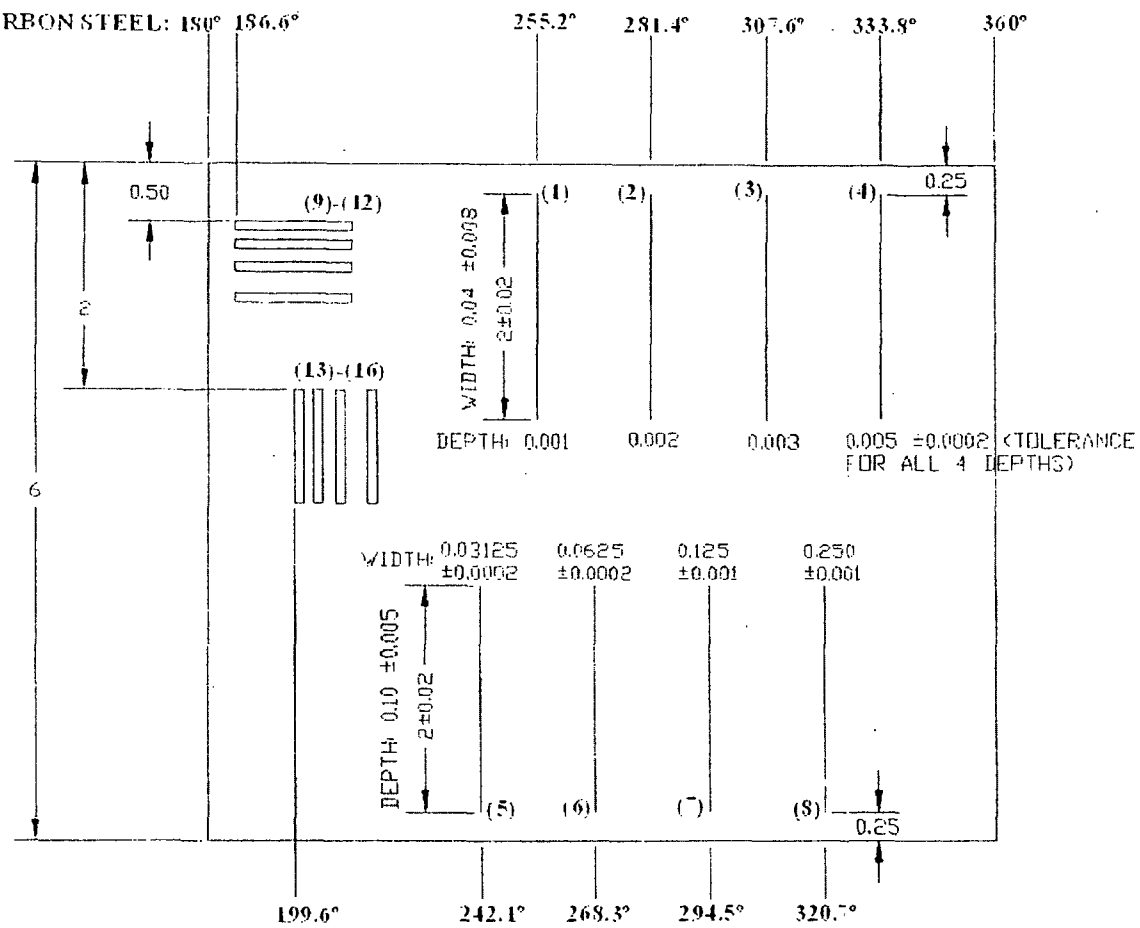 RBON STEEL: 180° 186.6° 255.2° 281.4° 307.6° 333.8° 360°
0.50
(9)-(12)
(1) (2) (3) (4)
0.25
WIDTH: 0.04 ±0.008
2±0.02
2
(13)-(16)
DEPTH: 0.001 0.002 0.003 0.005 ±0.0002 (TOLERANCE
FOR ALL 4 DEPTHS)
6
WIDTH: 0.03125 0.0625 0.125 0.250
±0.0002 ±0.0002 ±0.001 ±0.001
DEPTH: 0.10 ±0.005
2±0.02
(5) (6) (7) (8)
0.25
199.6° 242.1° 268.3° 294.5° 320.7°